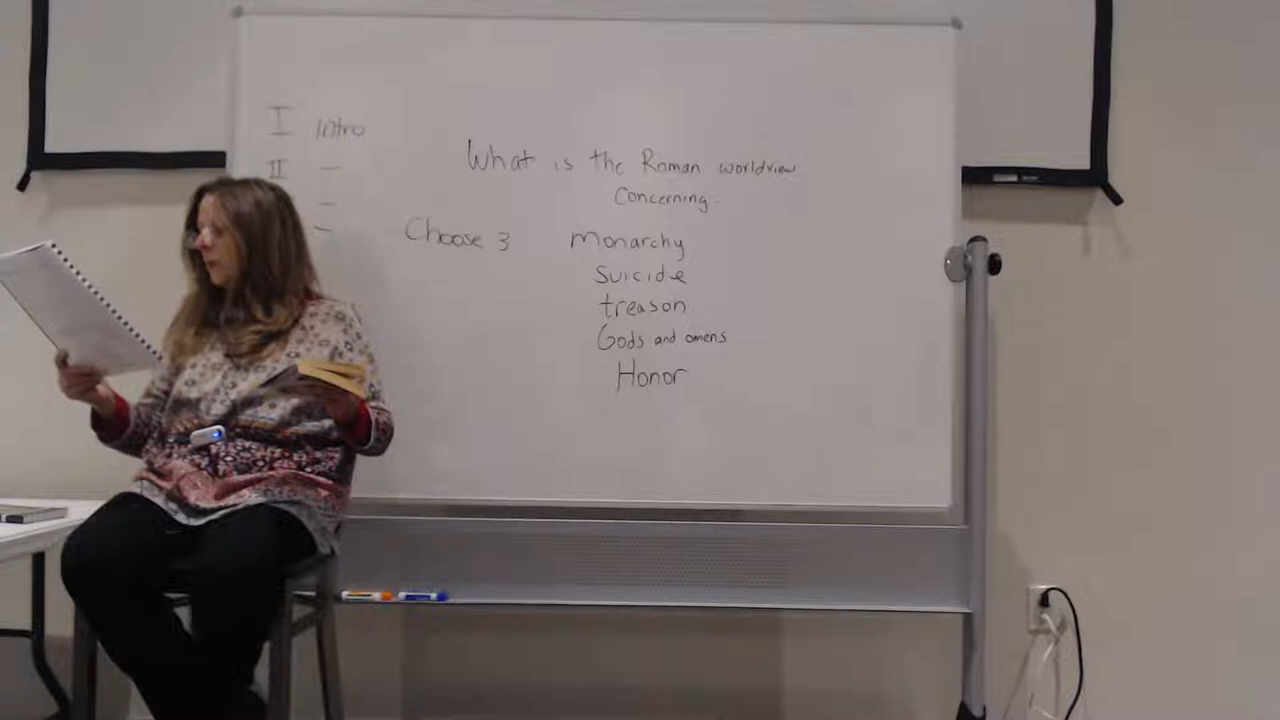 I Intro
II –
–
–
What is the Roman worldview
Concerning.
Choose 3 Monarchy
Suicide
treason
Gods and omens
Honor